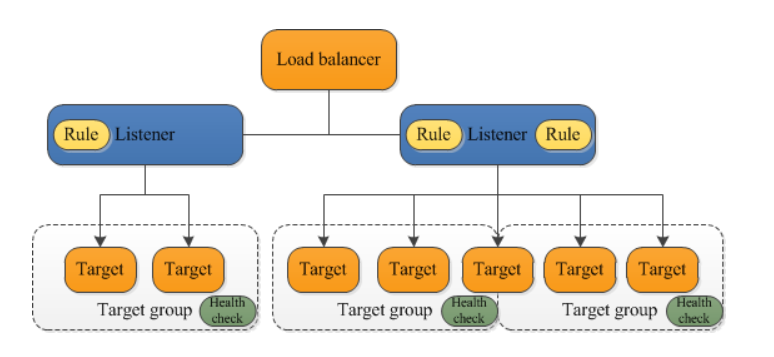 Load balancer
Rule Listener
Rule Listener Rule
Target Target Target Target Target Target Target
Target group Health check
Target group Health check
Target group Health check